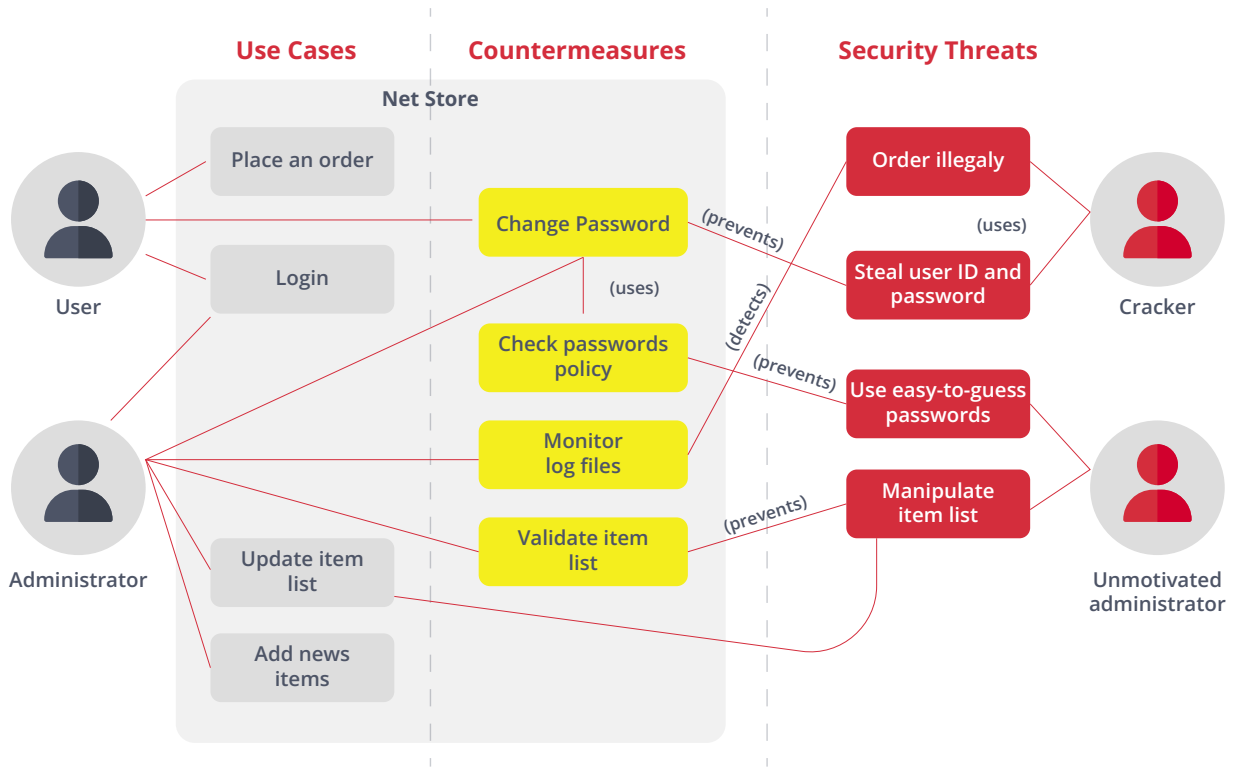 Use Cases
Countermeasures
Security Threats
Net Store
Place an order
Order illegaly
Change Password
(prevents)
(uses)
Login
Steal user ID and
password
User
(uses)
Cracker
(detects)
Check passwords
policy
(prevents)
Use easy-to-guess
passwords
Monitor
log files
Manipulate
item list
(prevents)
Validate item
list
Update item
list
Administrator
Unmotivated
administrator
Add news
items